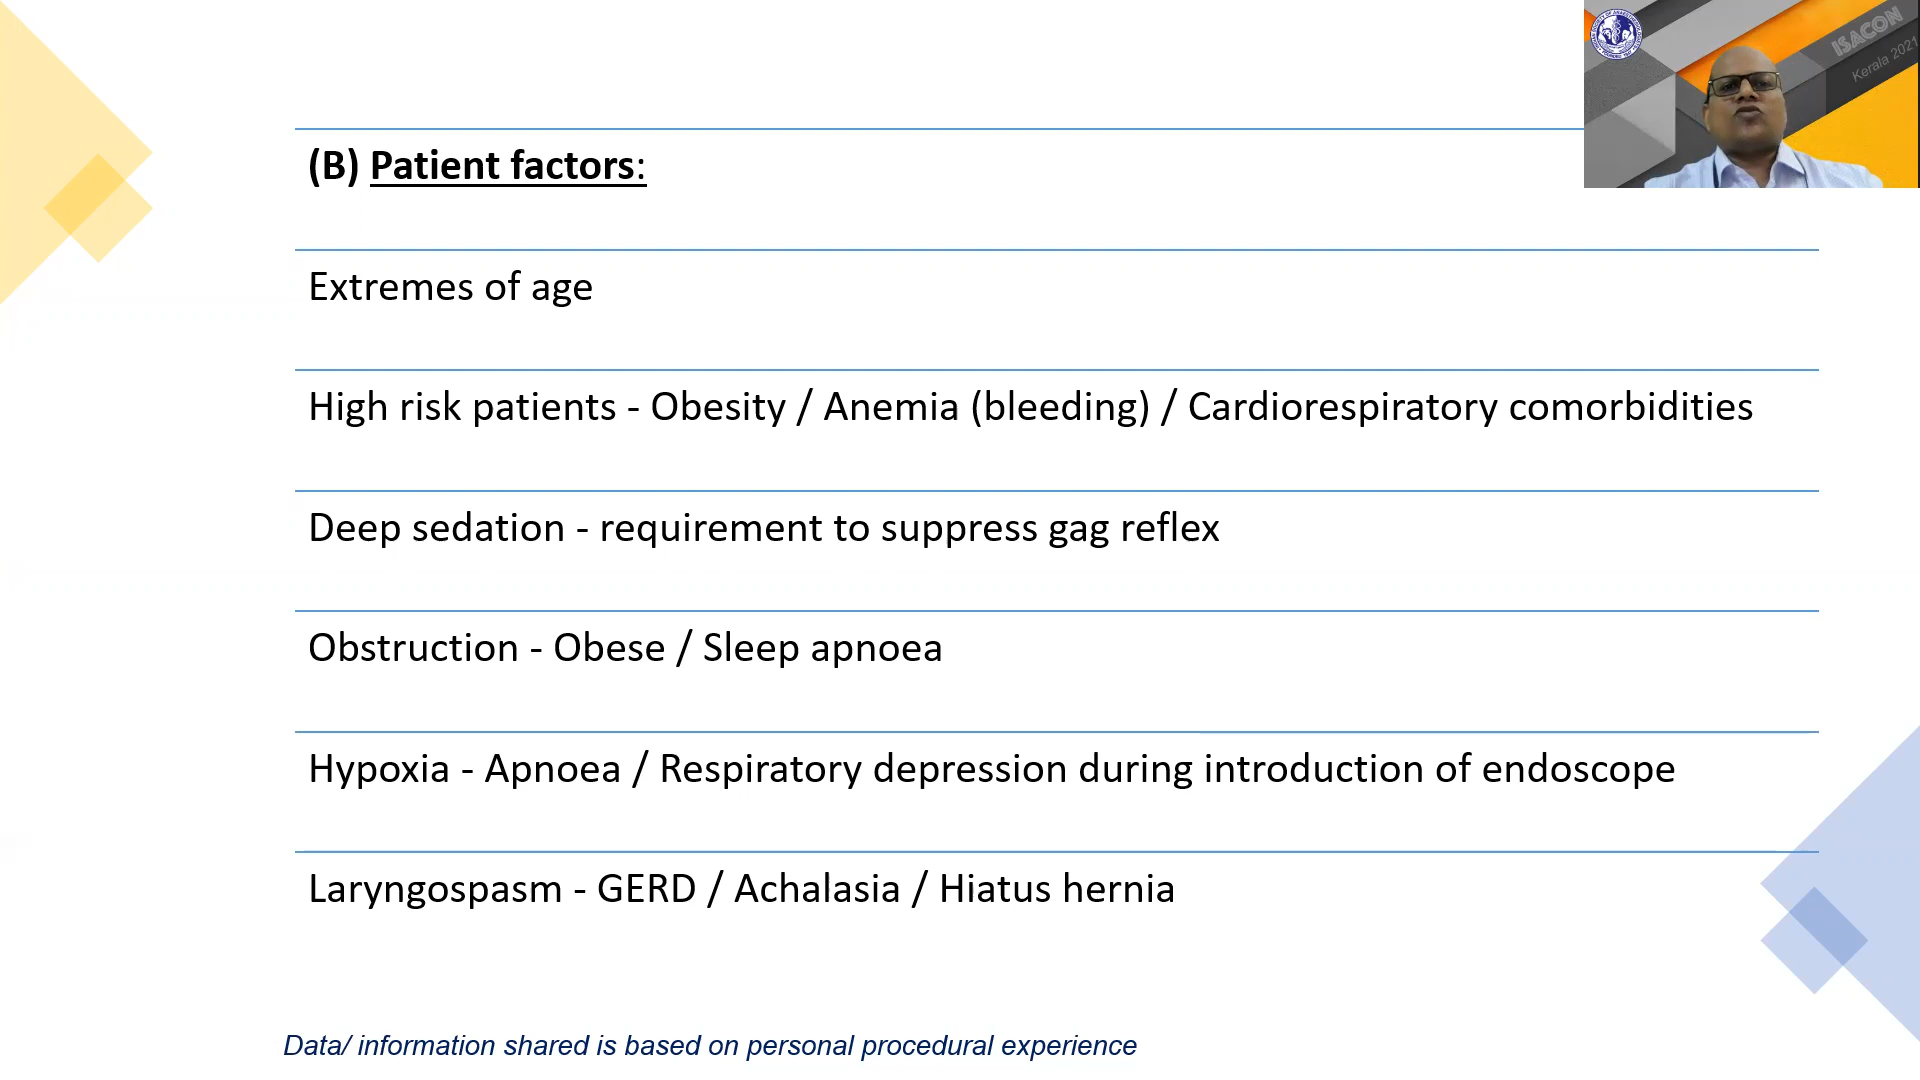 ISACON
Kerala 2021
(B) Patient factors:
Extremes of age
High risk patients - Obesity / Anemia (bleeding) / Cardiorespiratory comorbidities
Deep sedation - requirement to suppress gag reflex
Obstruction - Obese / Sleep apnoea
Hypoxia - Apnoea / Respiratory depression during introduction of endoscope
Laryngospasm - GERD / Achalasia / Hiatus hernia
Data/ information shared is based on personal procedural experience